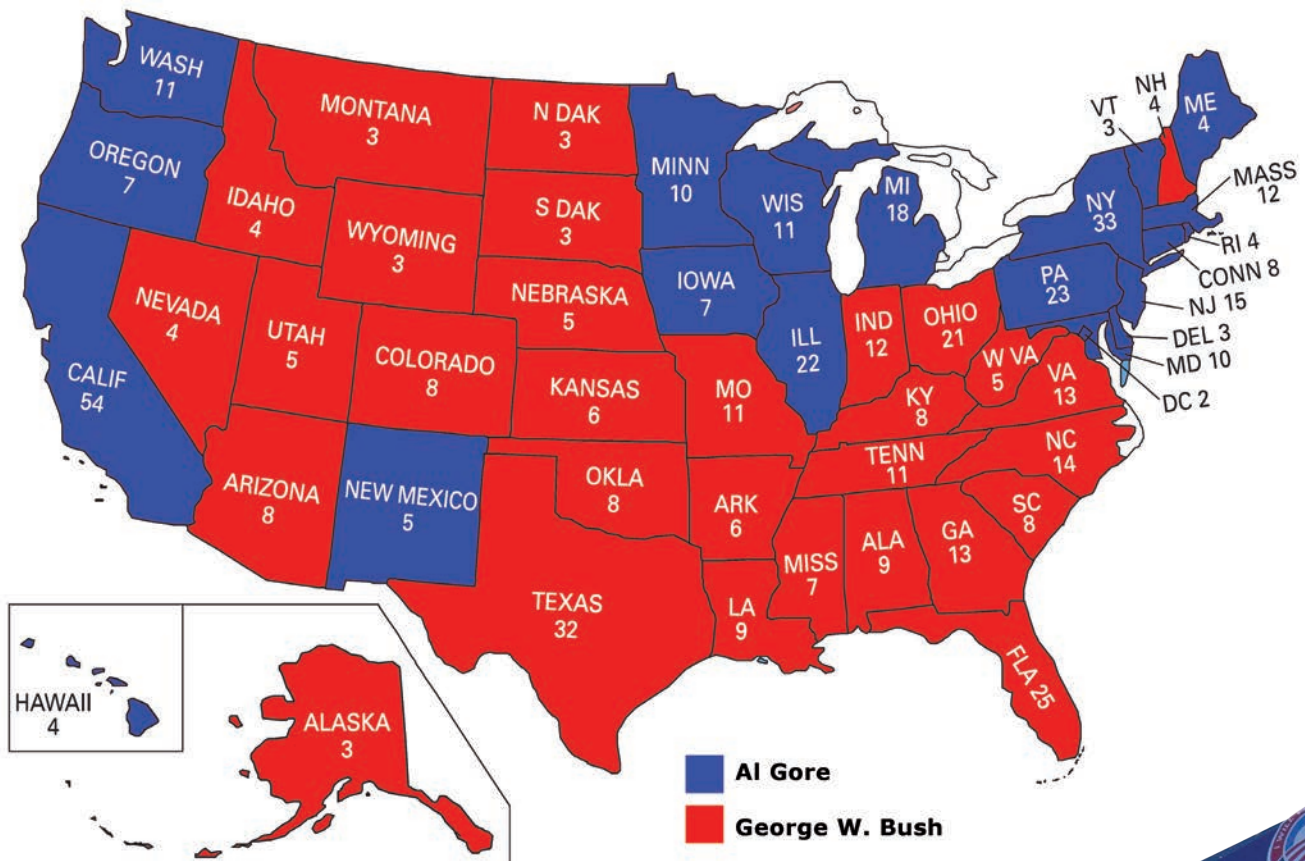 WASH
11
OREGON
7
CALIF
54
NEVADA
4
IDAHO
4
MONTANA
3
WYOMING
3
UTAH
5
COLORADO
8
ARIZONA
8
NEW MEXICO
5
N DAK
3
S DAK
3
NEBRASKA
5
KANSAS
6
OKLA
8
TEXAS
32
MINN
10
IOWA
7
MO
11
ARK
6
LA
9
WIS
11
ILL
22
MI
18
IND
12
OHIO
21
KY
8
TENN
11
MISS
7
ALA
9
GA
13
FLA 25
SC
8
NC
14
VA
13
W VA
5
PA
23
NY
33
VT
3
NH
4
ME
4
MASS
12
RI 4
CONN 8
NJ 15
DEL 3
MD 10
DC 2
HAWAII
4
ALASKA
3
Al Gore
George W. Bush